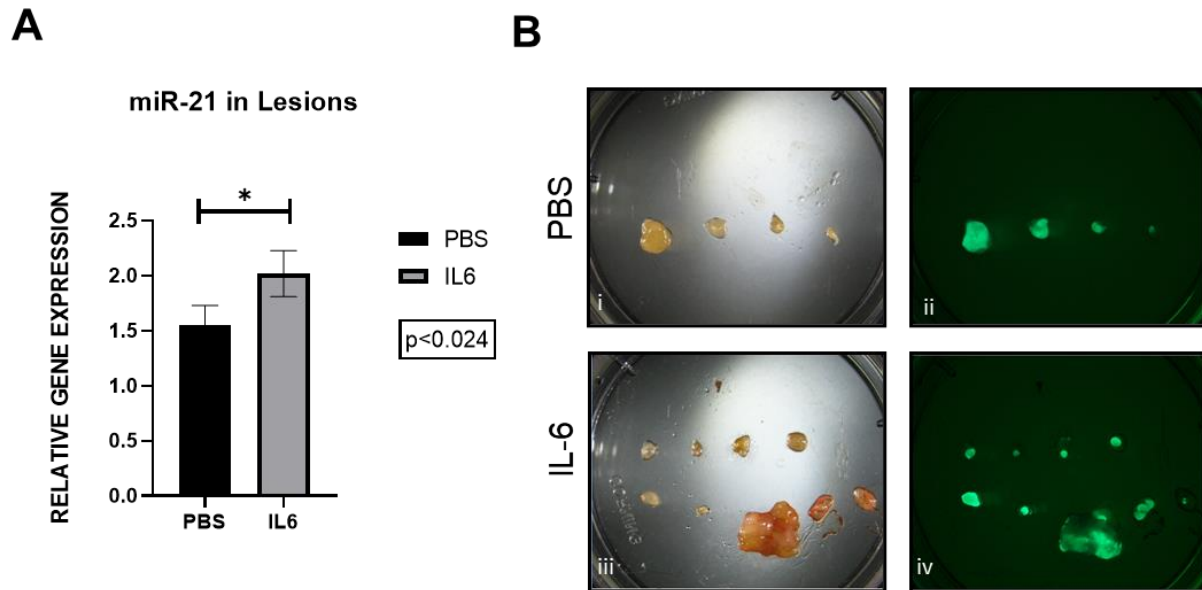 A
miR-21 in Lesions
RELATIVE GENE EXPRESSION
2.5
2.0
1.5
1.0
0.5
0.0
*
PBS
IL6
PBS
IL6
p<0.024
B
PBS
i
ii
IL-6
iii
iv